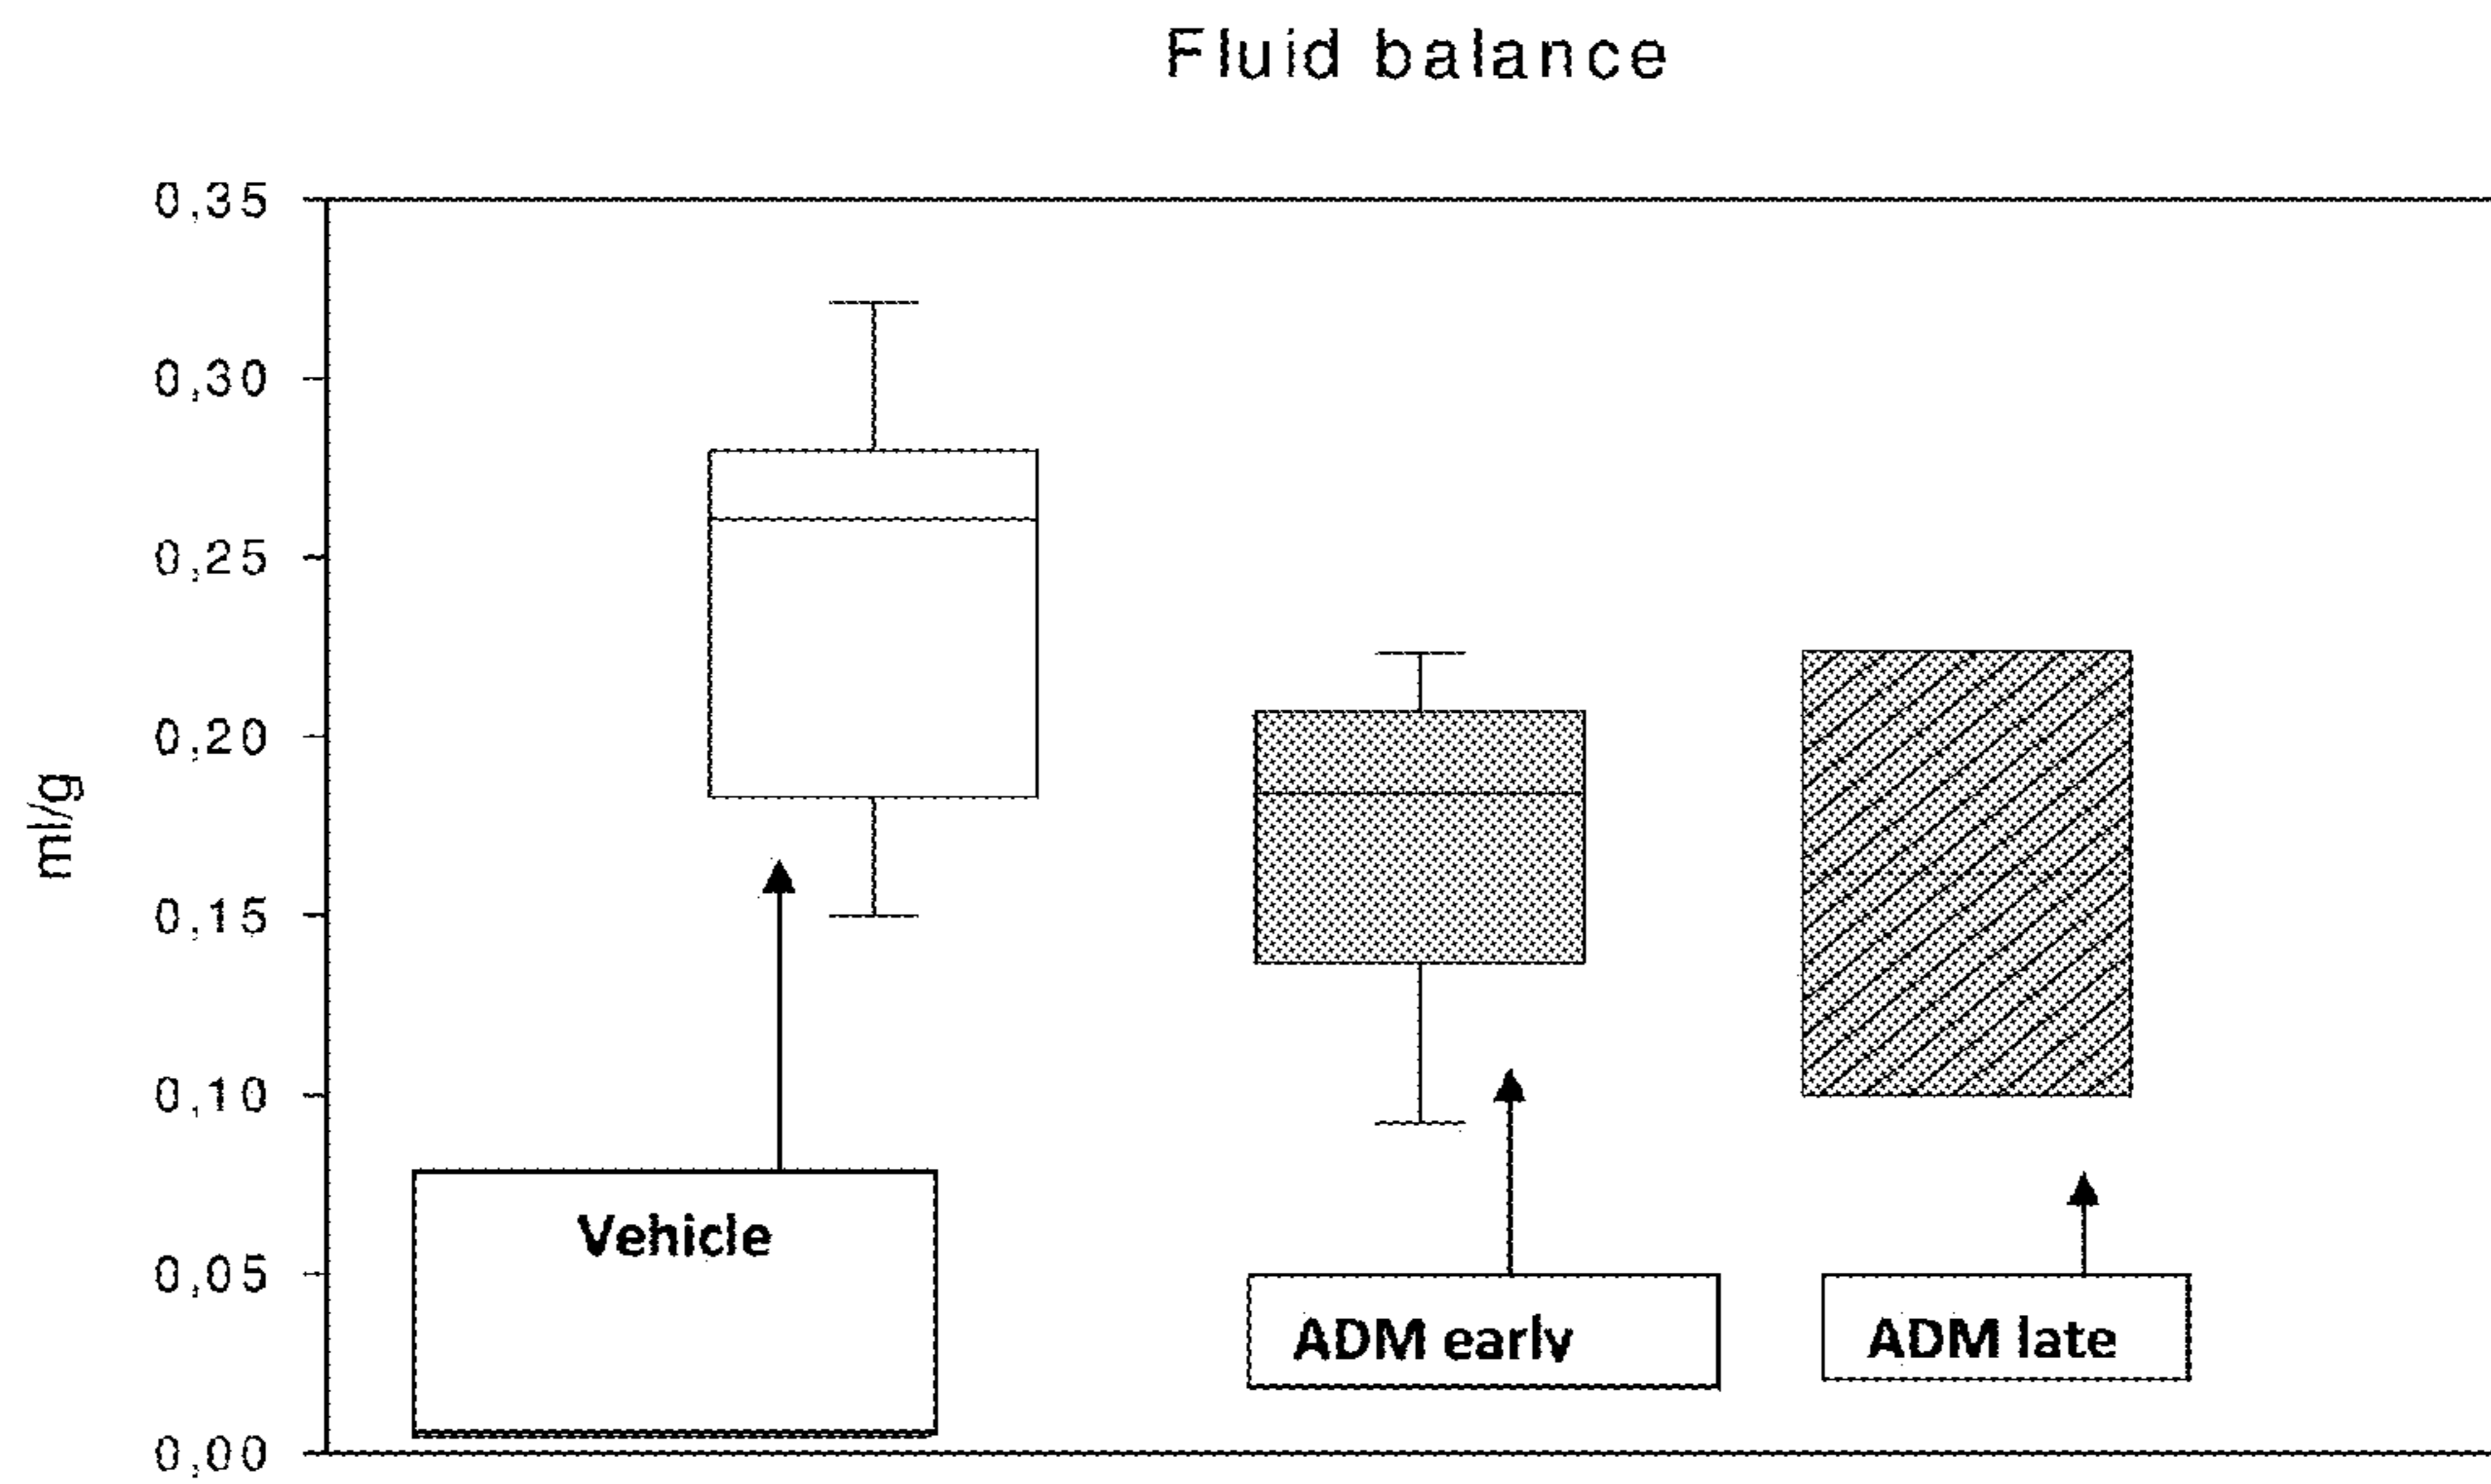 Fluid balance
0,35
0,30
0,25
0,20
0,15
0,10
0,05
0,00
ml/g
Vehicle
ADM early
ADM late